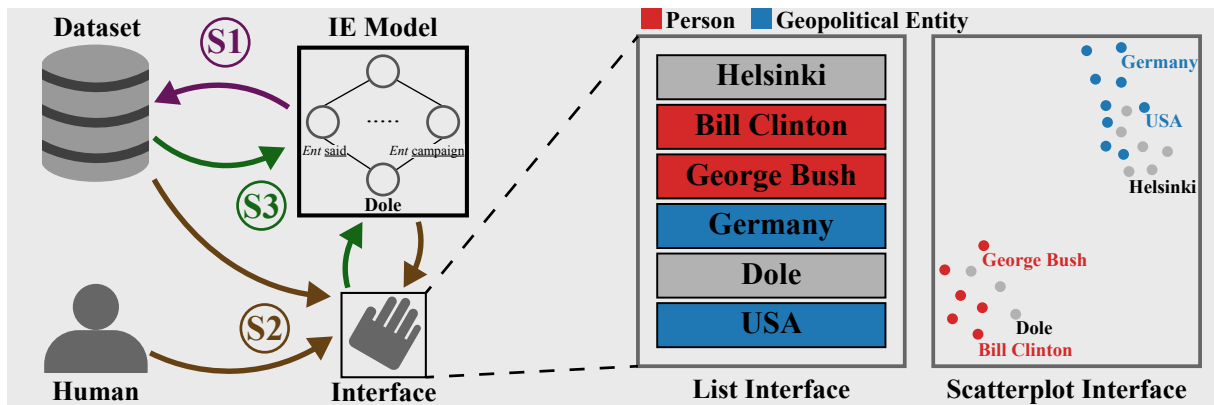 Dataset
S1
IE Model
Ent said
.....
Ent campaign
Dole
S3
S2
Human
Interface
Person
Geopolitical Entity
Helsinki
Bill Clinton
George Bush
Germany
Dole
USA
List Interface
Germany
USA
Helsinki
George Bush
Dole
Bill Clinton
Scatterplot Interface